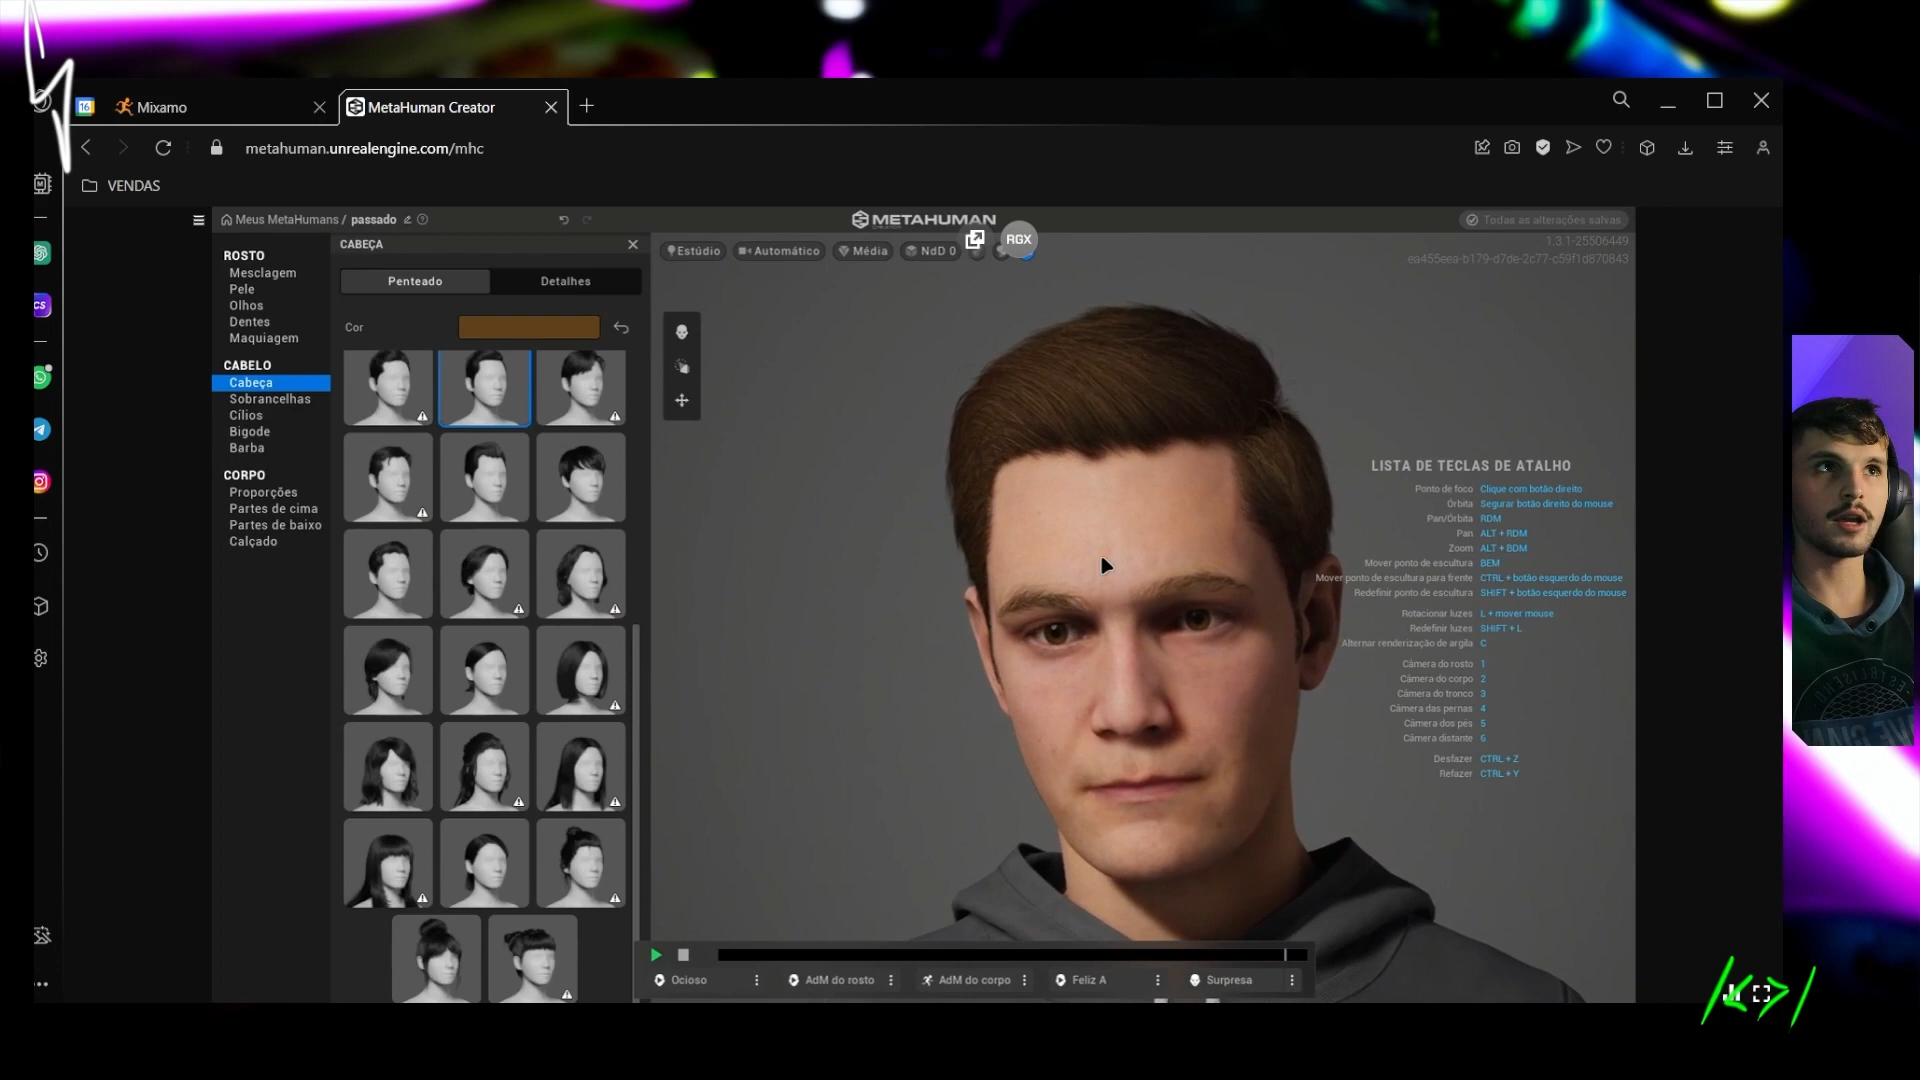 16 Mixamo
MetaHuman Creator
metahuman.unrealengine.com/mhc
VENDAS
Meus MetaHumans / passado
METAHUMAN
RGX
Todas as alterações salvas
1.3.1-25506449
ea455eea-b179-d7de-2c77-c59f1d870843
ROSTO
Mesclagem
Pele
Olhos
Dentes
Maquiagem
CABELO
Cabeça
Sobrancelhas
Cílios
Bigode
Barba
CORPO
Proporções
Partes de cima
Partes de baixo
Calçado
CABEÇA
Penteado
Detalhes
Cor
Estúdio
Automático
Média
NdD 0
LISTA DE TECLAS DE ATALHO
Ponto de foco Clique com botão direito
Órbita Segurar botão direito do mouse
Pan/Órbita RDM
Pan ALT + RDM
Zoom ALT + BDM
Mover ponto de escultura BEM
Mover ponto de escultura para frente CTRL + botão esquerdo do mouse
Redefinir ponto de escultura SHIFT + botão esquerdo do mouse
Rotacionar luzes L + mover mouse
Redefinir luzes SHIFT + L
Alternar renderização de argila C
Câmera do rosto 1
Câmera do corpo 2
Câmera do tronco 3
Câmera das pernas 4
Câmera dos pés 5
Câmera distante 6
Desfazer CTRL + Z
Refazer CTRL + Y
Ocioso
AdM do rosto
AdM do corpo
Feliz A
Surpresa